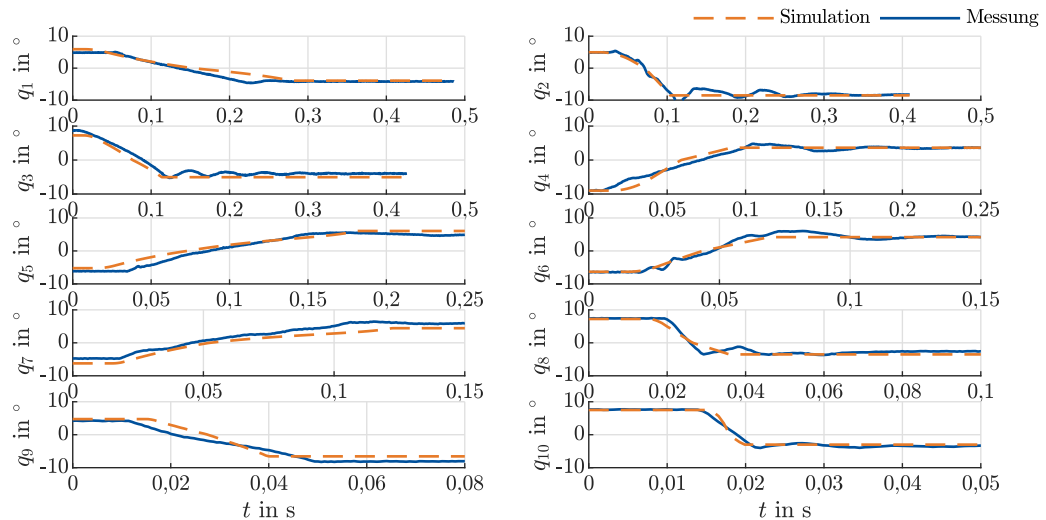 Simulation Messung
10 0 -10 q1 in °
0 0,1 0,2 0,3 0,4 0,5
10 0 -10 q2 in °
0 0,1 0,2 0,3 0,4 0,5
10 0 -10 q3 in °
0 0,1 0,2 0,3 0,4 0,5
10 0 -10 q4 in °
0 0,05 0,1 0,15 0,2 0,25
10 0 -10 q5 in °
0 0,05 0,1 0,15 0,2 0,25
10 0 -10 q6 in °
0 0,05 0,1 0,15
10 0 -10 q7 in °
0 0,05 0,1 0,15
10 0 -10 q8 in °
0 0,02 0,04 0,06 0,08 0,1
10 0 -10 q9 in °
0 0,02 0,04 0,06 0,08
t in s
10 0 -10 q10 in °
0 0,01 0,02 0,03 0,04 0,05
t in s